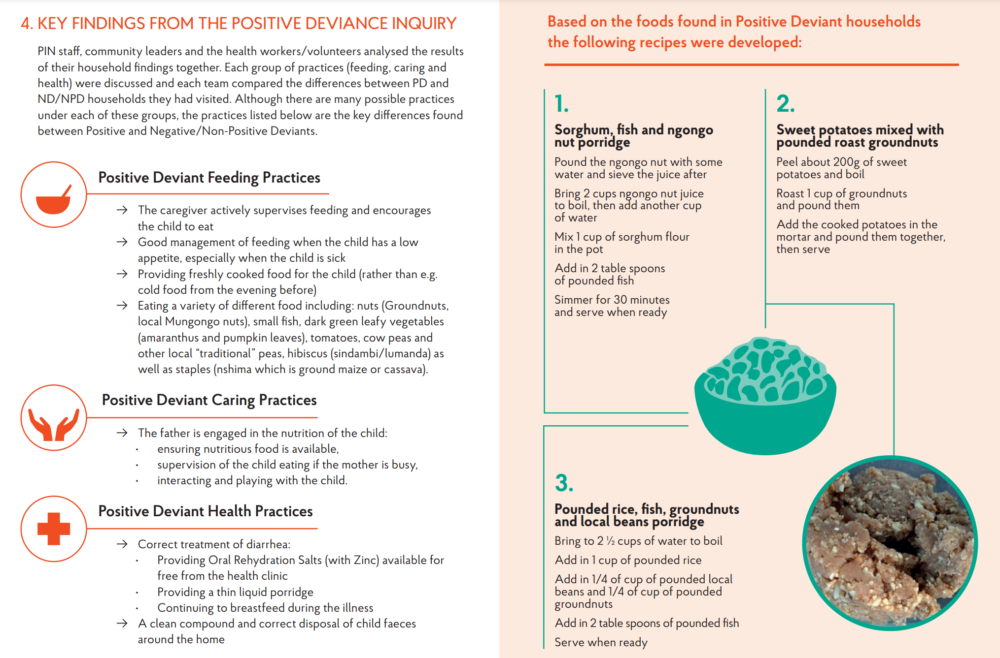 4. KEY FINDINGS FROM THE POSITIVE DEVIANCE INQUIRY
PIN staff, community leaders and the health workers/volunteers analysed the results
of their household findings together. Each group of practices (feeding, caring and
health) were discussed and each team compared the differences between PD and
ND/NPD households they had visited. Although there are many possible practices
under each of these groups, the practices listed below are the key differences found
between Positive and Negative/Non-Positive Deviants.
Positive Deviant Feeding Practices
→ The caregiver actively supervises feeding and encourages
the child to eat
→ Good management of feeding when the child has a low
appetite, especially when the child is sick
→ Providing freshly cooked food for the child (rather than e.g.
cold food from the evening before)
→ Eating a variety of different food including: nuts (Groundnuts,
local Mungongo nuts), small fish, dark green leafy vegetables
(amaranthus and pumpkin leaves), tomatoes, cow peas and
other local “traditional” peas, hibiscus (sindambi/lumanda) as
well as staples (nshima which is ground maize or cassava).
Positive Deviant Caring Practices
→ The father is engaged in the nutrition of the child:
· ensuring nutritious food is available,
· supervision of the child eating if the mother is busy,
· interacting and playing with the child.
Positive Deviant Health Practices
→ Correct treatment of diarrhea:
· Providing Oral Rehydration Salts (with Zinc) available for
free from the health clinic
· Providing a thin liquid porridge
· Continuing to breastfeed during the illness
→ A clean compound and correct disposal of child faeces
around the home
Based on the foods found in Positive Deviant households
the following recipes were developed:
1.
Sorghum, fish and ngongo
nut porridge
Pound the ngongo nut with some
water and sieve the juice after
Bring 2 cups ngongo nut juice
to boil, then add another cup
of water
Mix 1 cup of sorghum flour
in the pot
Add in 2 table spoons
of pounded fish
Simmer for 30 minutes
and serve when ready
2.
Sweet potatoes mixed with
pounded roast groundnuts
Peel about 200g of sweet
potatoes and boil
Roast 1 cup of groundnuts
and pound them
Add the cooked potatoes in the
mortar and pound them together,
then serve
3.
Pounded rice, fish, groundnuts
and local beans porridge
Bring to 2 ½ cups of water to boil
Add in 1 cup of pounded rice
Add in 1/4 of cup of pounded local
beans and 1/4 of cup of pounded
groundnuts
Add in 2 table spoons of pounded fish
Serve when ready